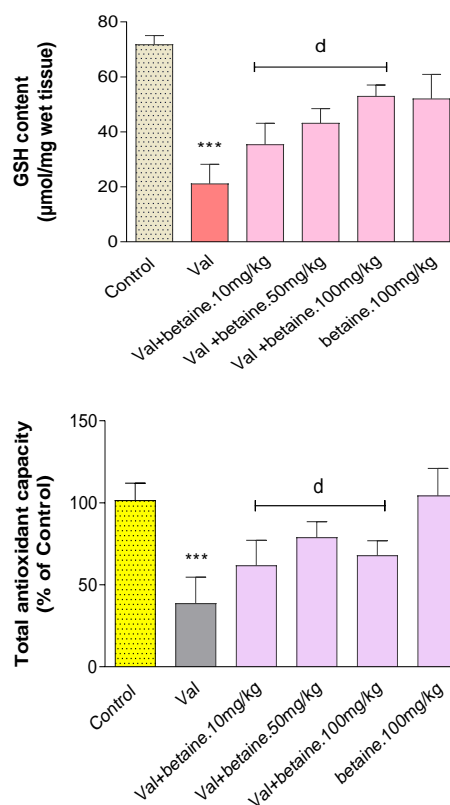 GSH content
(µmol/mg wet tissue)
80
60
40
20
0
***
d
Control
Val
Val+betaine.10mg/kg
Val +betaine.50mg/kg
Val +betaine.100mg/kg
betaine.100mg/kg
Total antioxidant capacity
(% of Control)
150
100
50
0
***
d
Control
Val
Val+betaine.10mg/kg
Val+betaine.50mg/kg
Val+betaine.100mg/kg
betaine.100mg/kg